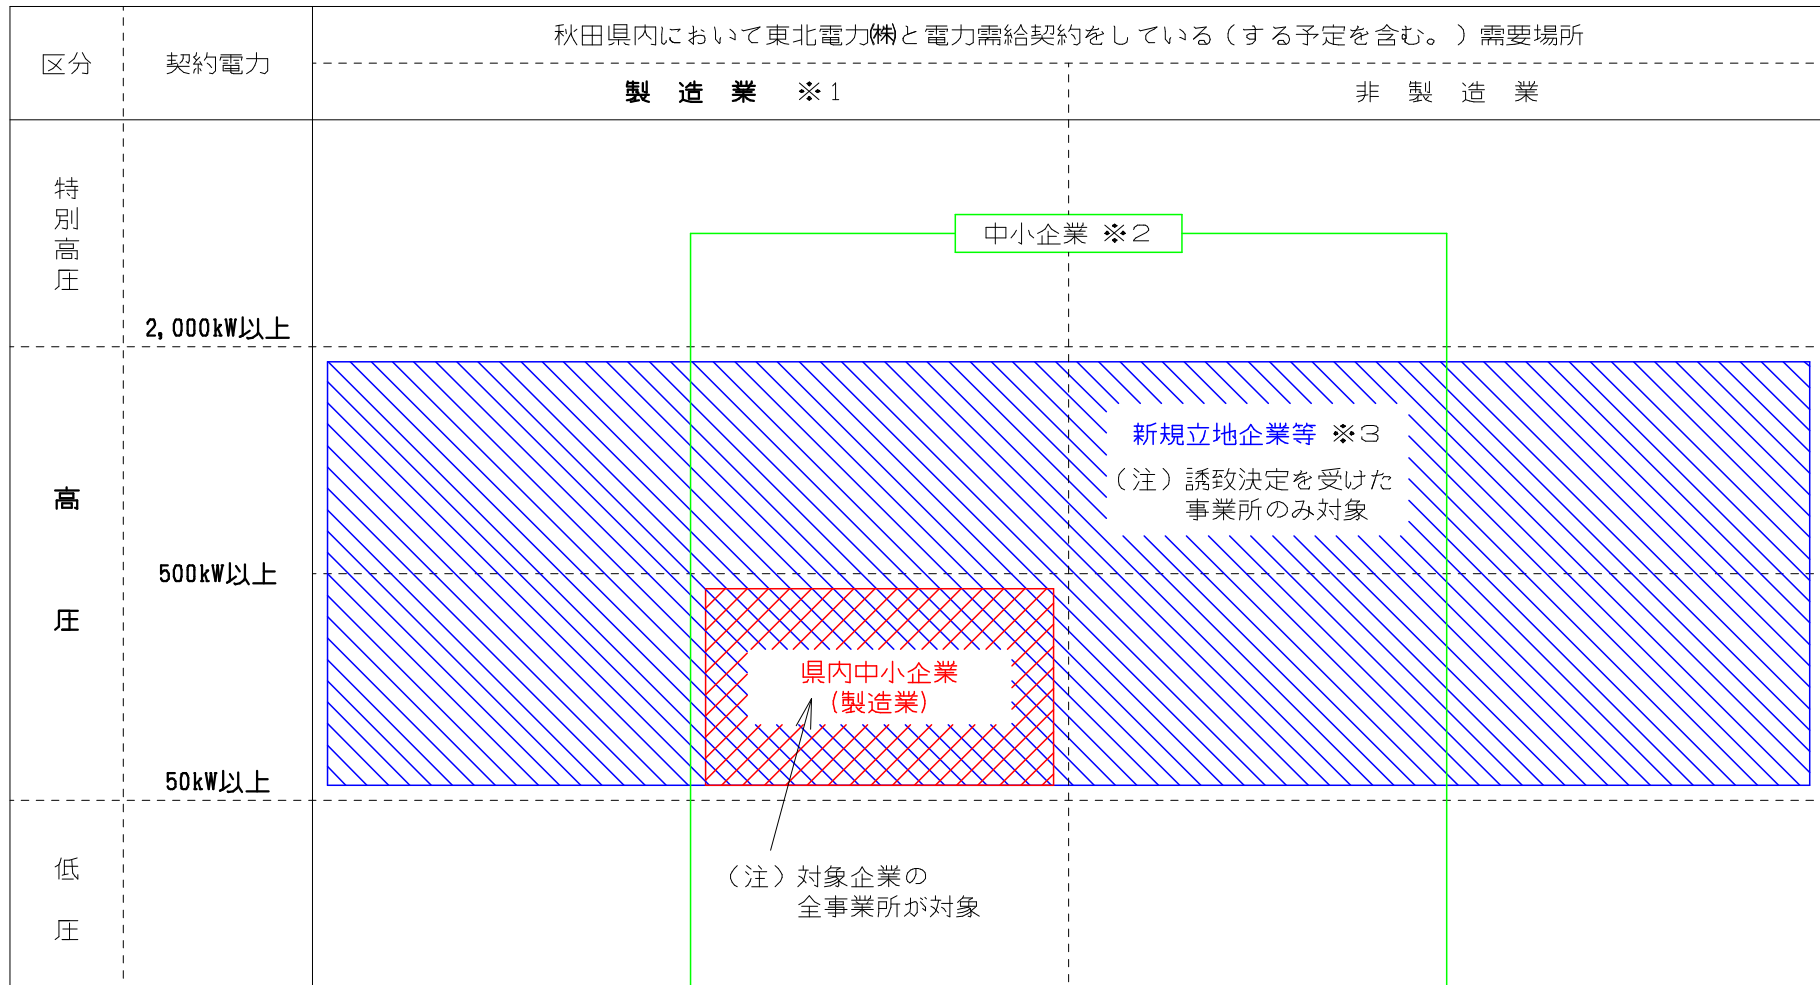 区分
契約電力
秋田県内において東北電力㈱と電力需給契約をしている（する予定を含む。）需要場所
製 造 業 ※１
非 製 造 業
特別高圧
中小企業 ※２
2,000kW以上
高圧
新規立地企業等 ※３
（注）誘致決定を受けた
事業所のみ対象
500kW以上
県内中小企業
(製造業)
50kW以上
低圧
（注）対象企業の
全事業所が対象